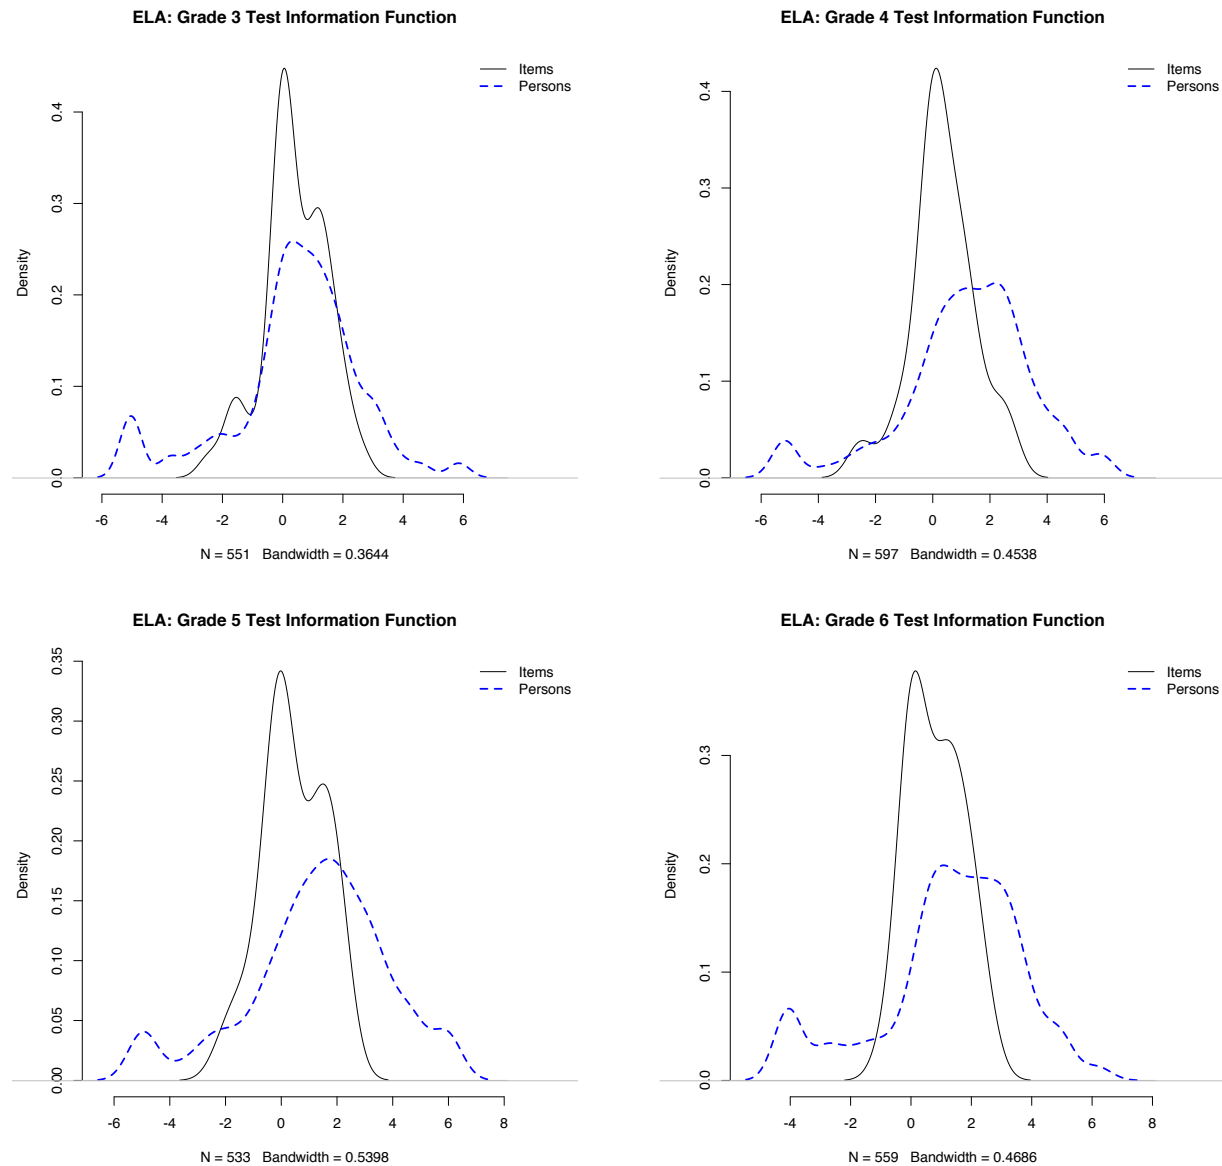 ELA: Grade 3 Test Information Function
Items
Persons
Density
0.0 0.1 0.2 0.3 0.4
-6 -4 -2 0 2 4 6
N = 551 Bandwidth = 0.3644
ELA: Grade 4 Test Information Function
Items
Persons
Density
0.0 0.1 0.2 0.3 0.4
-6 -4 -2 0 2 4 6
N = 597 Bandwidth = 0.4538
ELA: Grade 5 Test Information Function
Items
Persons
Density
0.00 0.05 0.10 0.15 0.20 0.25 0.30 0.35
-6 -4 -2 0 2 4 6 8
N = 533 Bandwidth = 0.5398
ELA: Grade 6 Test Information Function
Items
Persons
Density
0.0 0.1 0.2 0.3
-4 -2 0 2 4 6 8
N = 559 Bandwidth = 0.4686